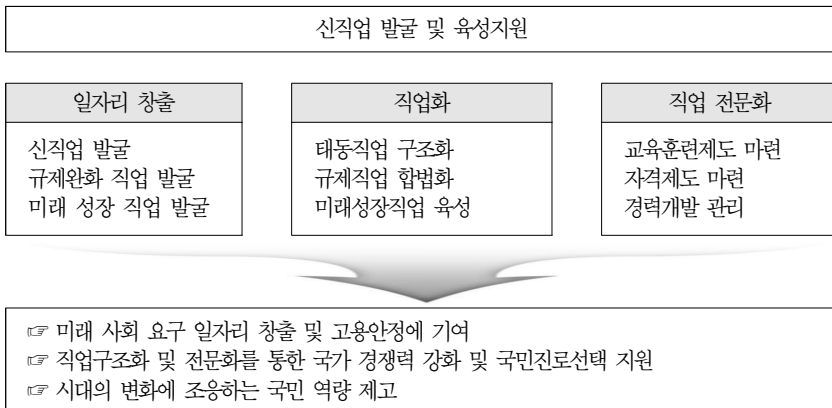 신직업 발굴 및 육성지원
일자리 창출
신직업 발굴
규제완화 직업 발굴
미래 성장 직업 발굴
직업화
태동직업 구조화
규제직업 합법화
미래성장직업 육성
직업 전문화
교육훈련제도 마련
자격제도 마련
경력개발 관리
☞ 미래 사회 요구 일자리 창출 및 고용안정에 기여
☞ 직업구조화 및 전문화를 통한 국가 경쟁력 강화 및 국민진로선택 지원
☞ 시대의 변화에 조응하는 국민 역량 제고